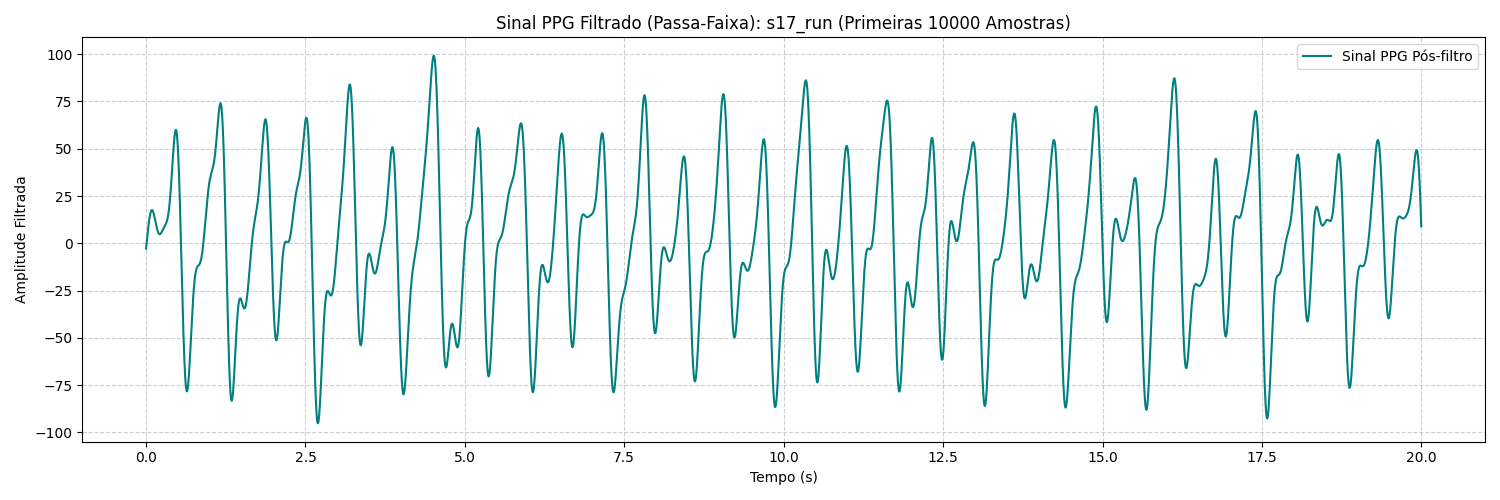 Sinal PPG Filtrado (Passa-Faixa): s17_run (Primeiras 10000 Amostras)
Sinal PPG Pós-filtro
Amplitude Filtrada
100
75
50
25
0
−25
−50
−75
−100
0.0 2.5 5.0 7.5 10.0 12.5 15.0 17.5 20.0
Tempo (s)